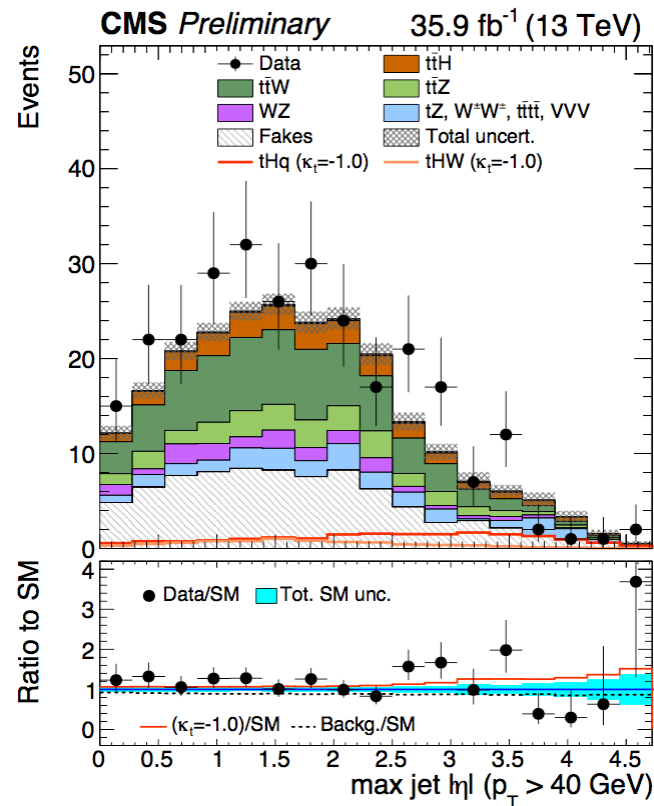 CMS Preliminary 35.9 fb⁻¹ (13 TeV)
Events
50
40
30
20
10
0
Data
tt̄H
tt̄W
tt̄Z
WZ
tZ, W±W±, tt̄tt̄, VVV
Fakes
Total uncert.
tHq (κt=-1.0)
tHW (κt=-1.0)
Ratio to SM
4
3
2
1
0
Data/SM
Tot. SM unc.
(κt=-1.0)/SM
Backg./SM
0 0.5 1 1.5 2 2.5 3 3.5 4 4.5
max jet |η| (pT > 40 GeV)